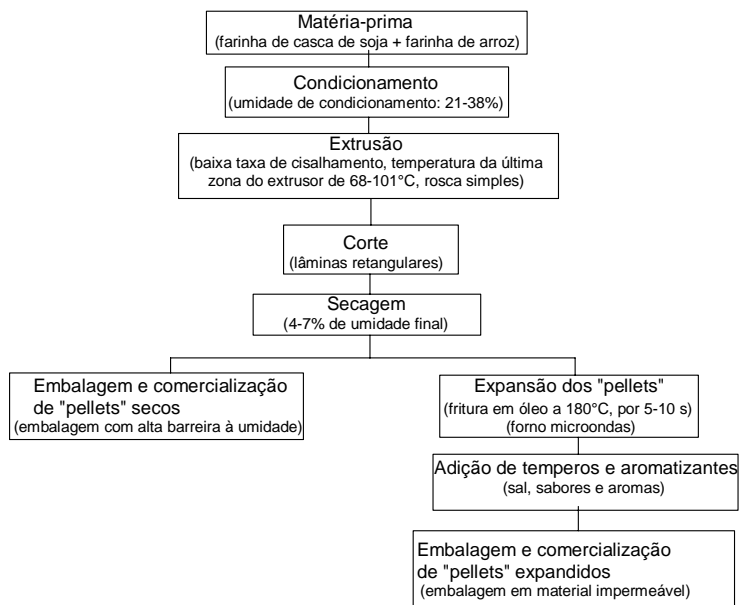 Matéria-prima
(farinha de casca de soja + farinha de arroz)
Condicionamento
(umidade de condicionamento: 21-38%)
Extrusão
(baixa taxa de cisalhamento, temperatura da última
zona do extrusor de 68-101°C, rosca simples)
Corte
(lâminas retangulares)
Secagem
(4-7% de umidade final)
Embalagem e comercialização
de "pellets" secos
(embalagem com alta barreira à umidade)
Expansão dos "pellets"
(fritura em óleo a 180°C, por 5-10 s)
(forno microondas)
Adição de temperos e aromatizantes
(sal, sabores e aromas)
Embalagem e comercialização
de "pellets" expandidos
(embalagem em material impermeável)